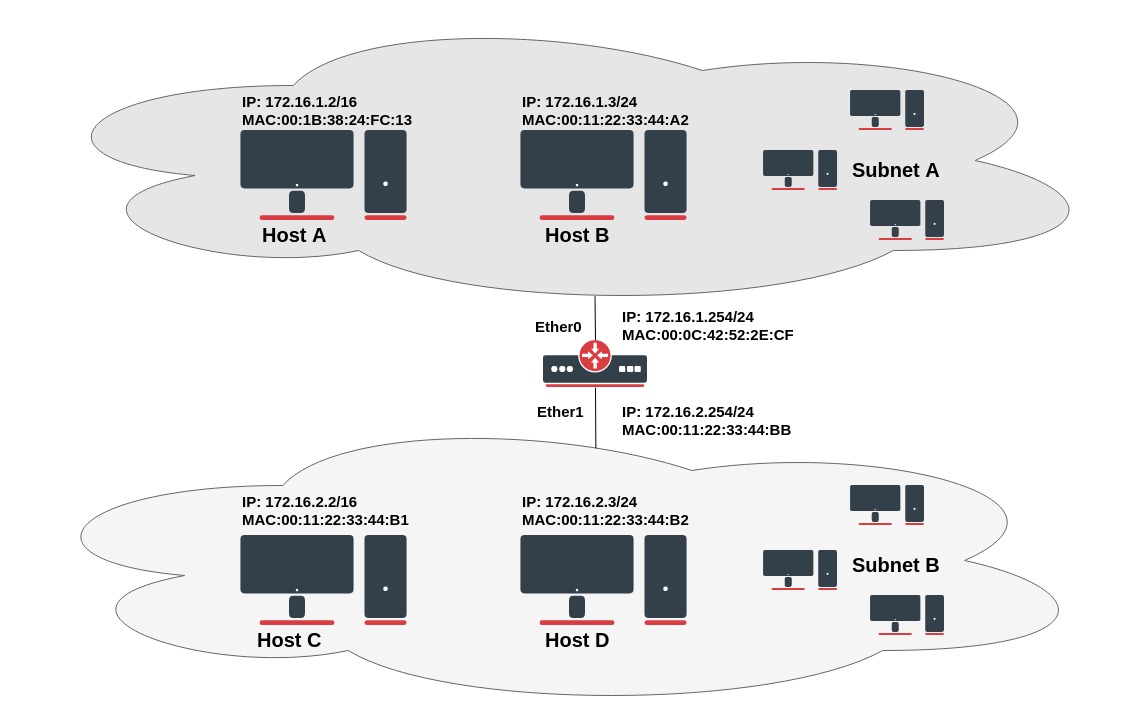 IP: 172.16.1.2/16
MAC:00:1B:38:24:FC:13
Host A
IP: 172.16.1.3/24
MAC:00:11:22:33:44:A2
Host B
Subnet A
Ether0
IP: 172.16.1.254/24
MAC:00:0C:42:52:2E:CF
Ether1
IP: 172.16.2.254/24
MAC:00:11:22:33:44:BB
IP: 172.16.2.2/16
MAC:00:11:22:33:44:B1
Host C
IP: 172.16.2.3/24
MAC:00:11:22:33:44:B2
Host D
Subnet B